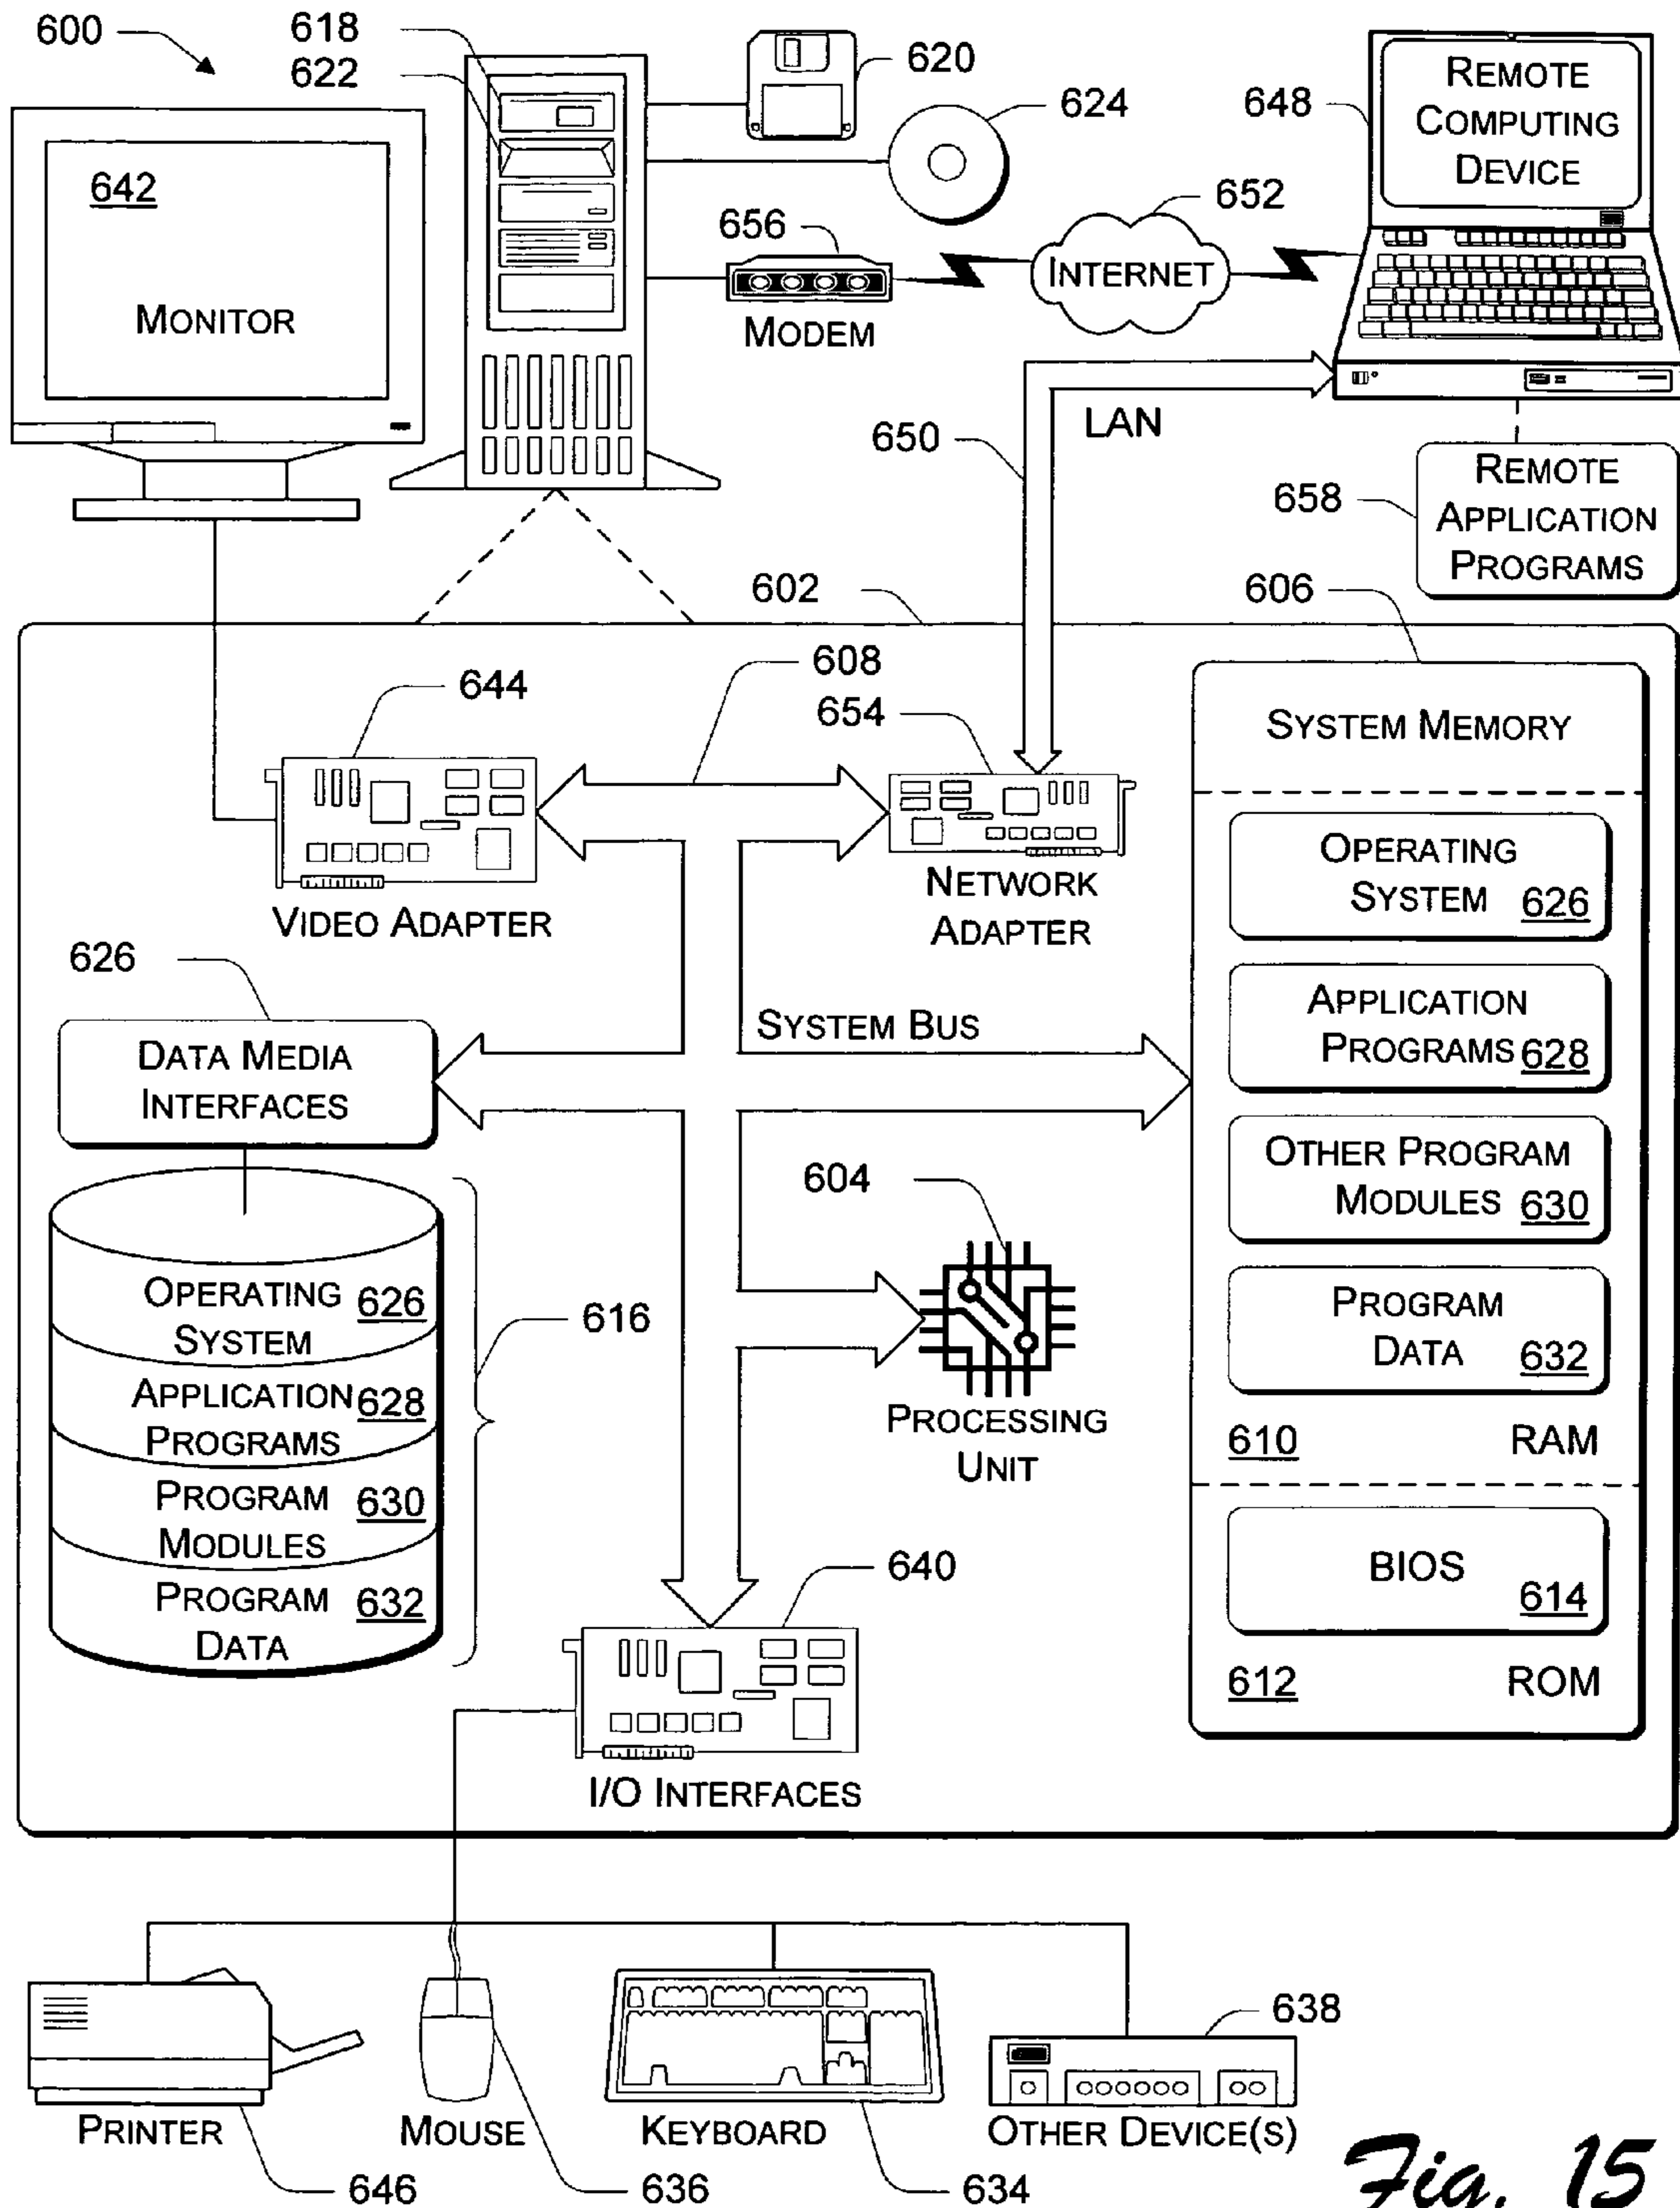 600
618
622
620
624
648
REMOTE
COMPUTING
DEVICE
642
MONITOR
656
MODEM
652
INTERNET
650
LAN
658
REMOTE
APPLICATION
PROGRAMS
602
606
608
644
654
VIDEO ADAPTER
NETWORK
ADAPTER
SYSTEM MEMORY
OPERATING
SYSTEM 626
APPLICATION
PROGRAMS 628
OTHER PROGRAM
MODULES 630
PROGRAM
DATA 632
610 RAM
BIOS
614
612 ROM
626
DATA MEDIA
INTERFACES
SYSTEM BUS
OPERATING 626
SYSTEM
APPLICATION 628
PROGRAMS
PROGRAM 630
MODULES
PROGRAM 632
DATA
616
604
PROCESSING
UNIT
640
I/O INTERFACES
PRINTER
646
MOUSE
636
KEYBOARD
634
638
OTHER DEVICE(S)
Fig. 15